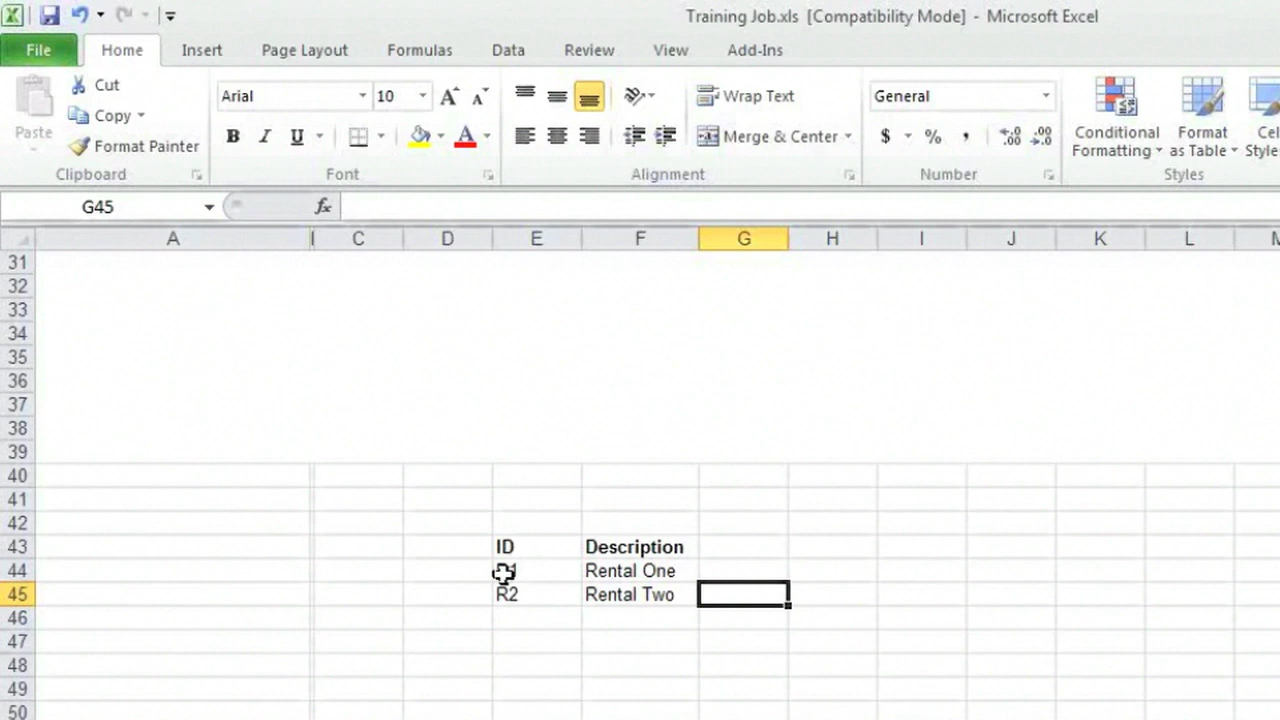 Training Job.xls [Compatibility Mode] - Microsoft Excel
File Home Insert Page Layout Formulas Data Review View Add-Ins
Paste
Cut
Copy
Format Painter
Clipboard
Arial 10
B I U A
Font
Wrap Text
Merge & Center
Alignment
General
$ % ,
Number
Conditional Formatting
Format as Table
Styles
G45 fx
A C D E F G H I J K L
31
32
33
34
35
36
37
38
39
40
41
42
43 ID Description
44 Rental One
45 R2 Rental Two
46
47
48
49
50